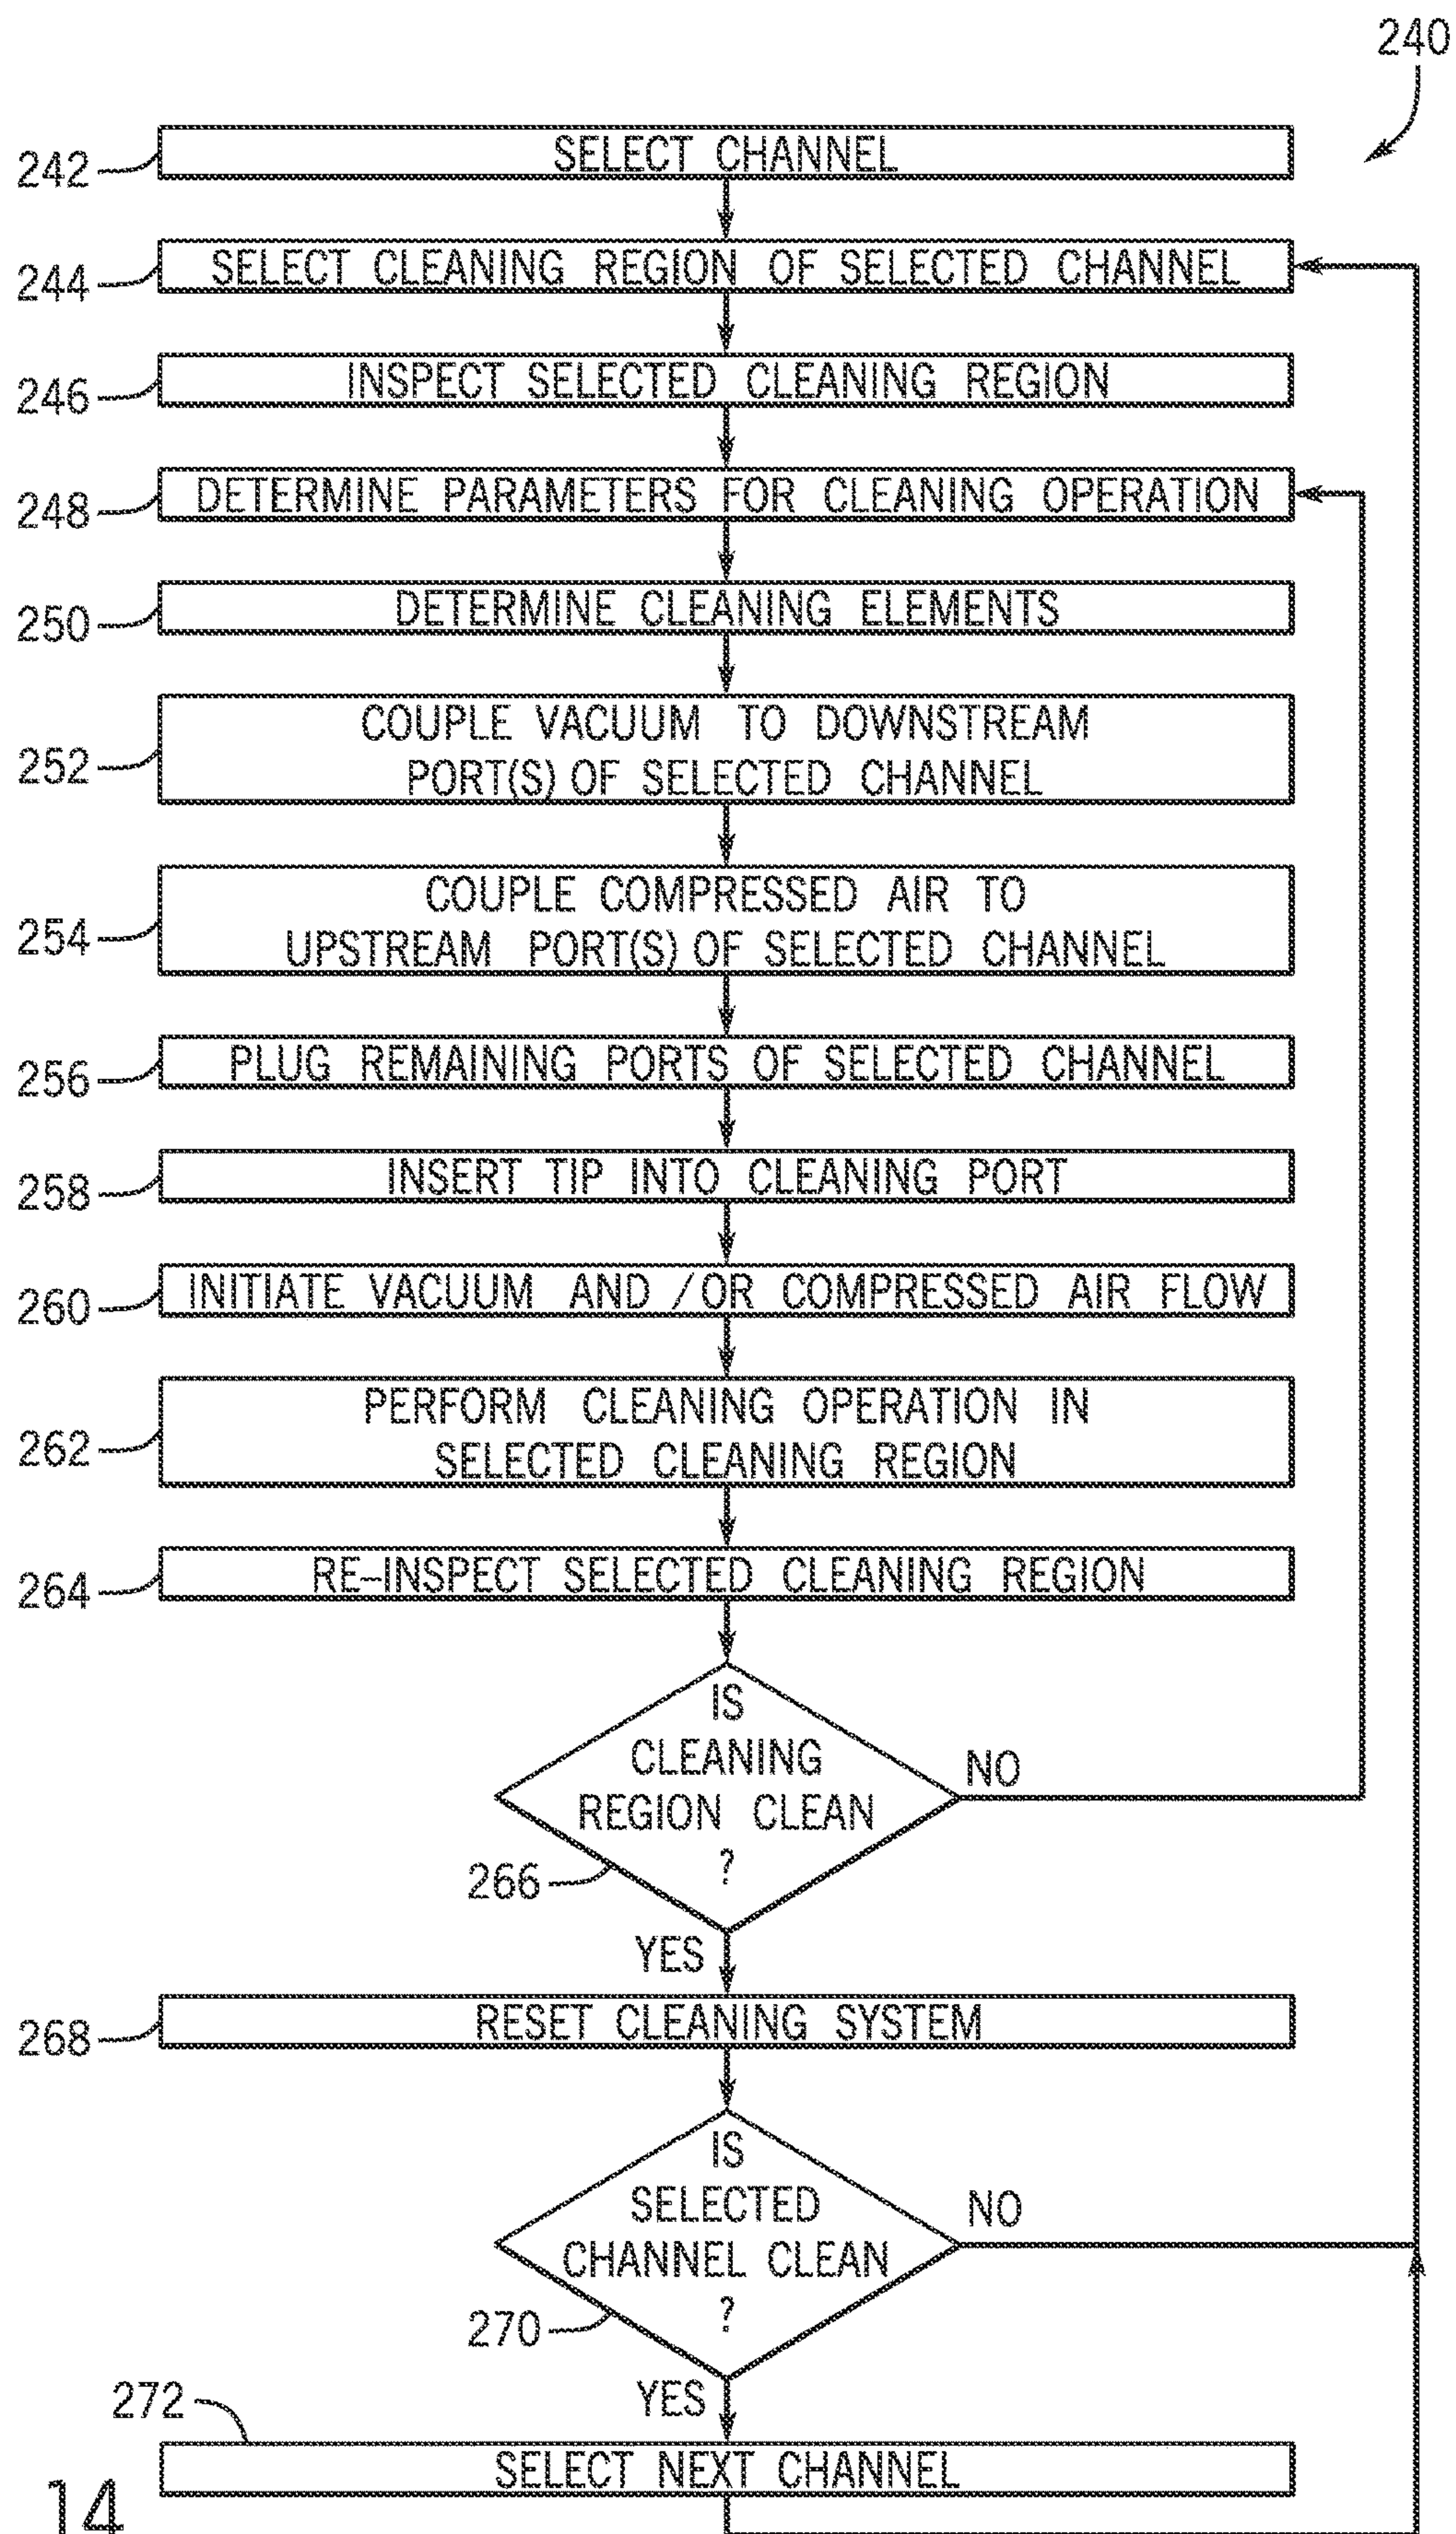 240
242
SELECT CHANNEL
244
SELECT CLEANING REGION OF SELECTED CHANNEL
246
INSPECT SELECTED CLEANING REGION
248
DETERMINE PARAMETERS FOR CLEANING OPERATION
250
DETERMINE CLEANING ELEMENTS
252
COUPLE VACUUM TO DOWNSTREAM
PORT(S) OF SELECTED CHANNEL
254
COUPLE COMPRESSED AIR TO
UPSTREAM PORT(S) OF SELECTED CHANNEL
256
PLUG REMAINING PORTS OF SELECTED CHANNEL
258
INSERT TIP INTO CLEANING PORT
260
INITIATE VACUUM AND /OR COMPRESSED AIR FLOW
262
PERFORM CLEANING OPERATION IN
SELECTED CLEANING REGION
264
RE-INSPECT SELECTED CLEANING REGION
IS
CLEANING
REGION CLEAN
?
NO
266
YES
268
RESET CLEANING SYSTEM
IS
SELECTED
CHANNEL CLEAN
?
NO
270
YES
272
SELECT NEXT CHANNEL
14